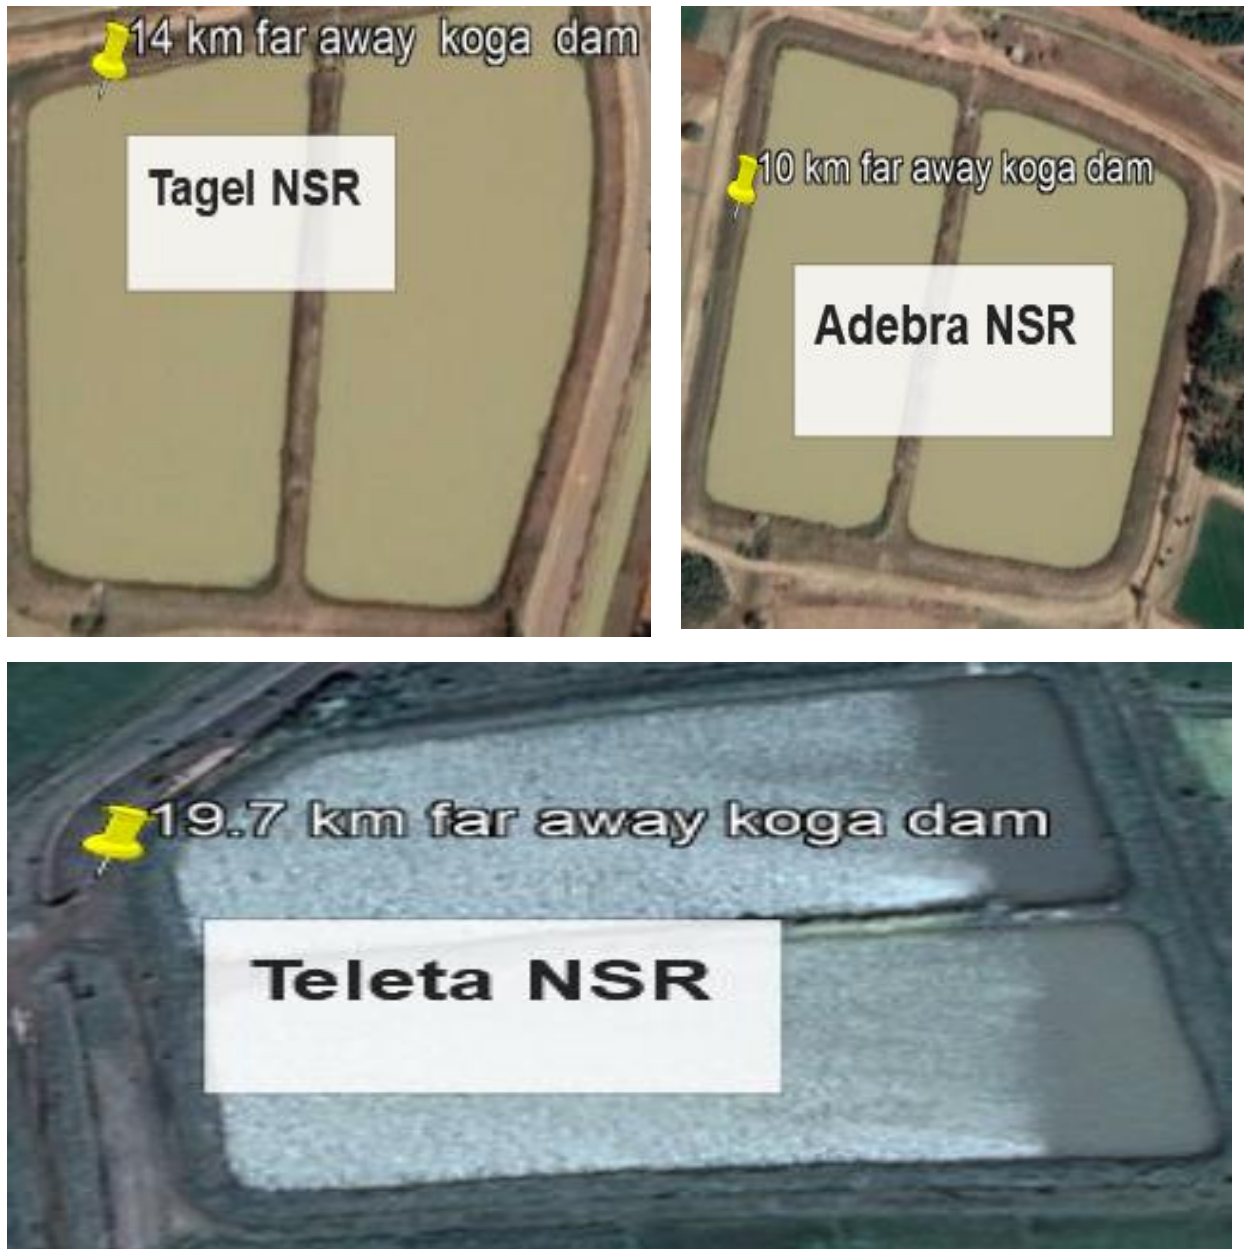 14 km far away koga dam
Tagel NSR
10 km far away koga dam
Adebra NSR
19.7 km far away koga dam
Teleta NSR